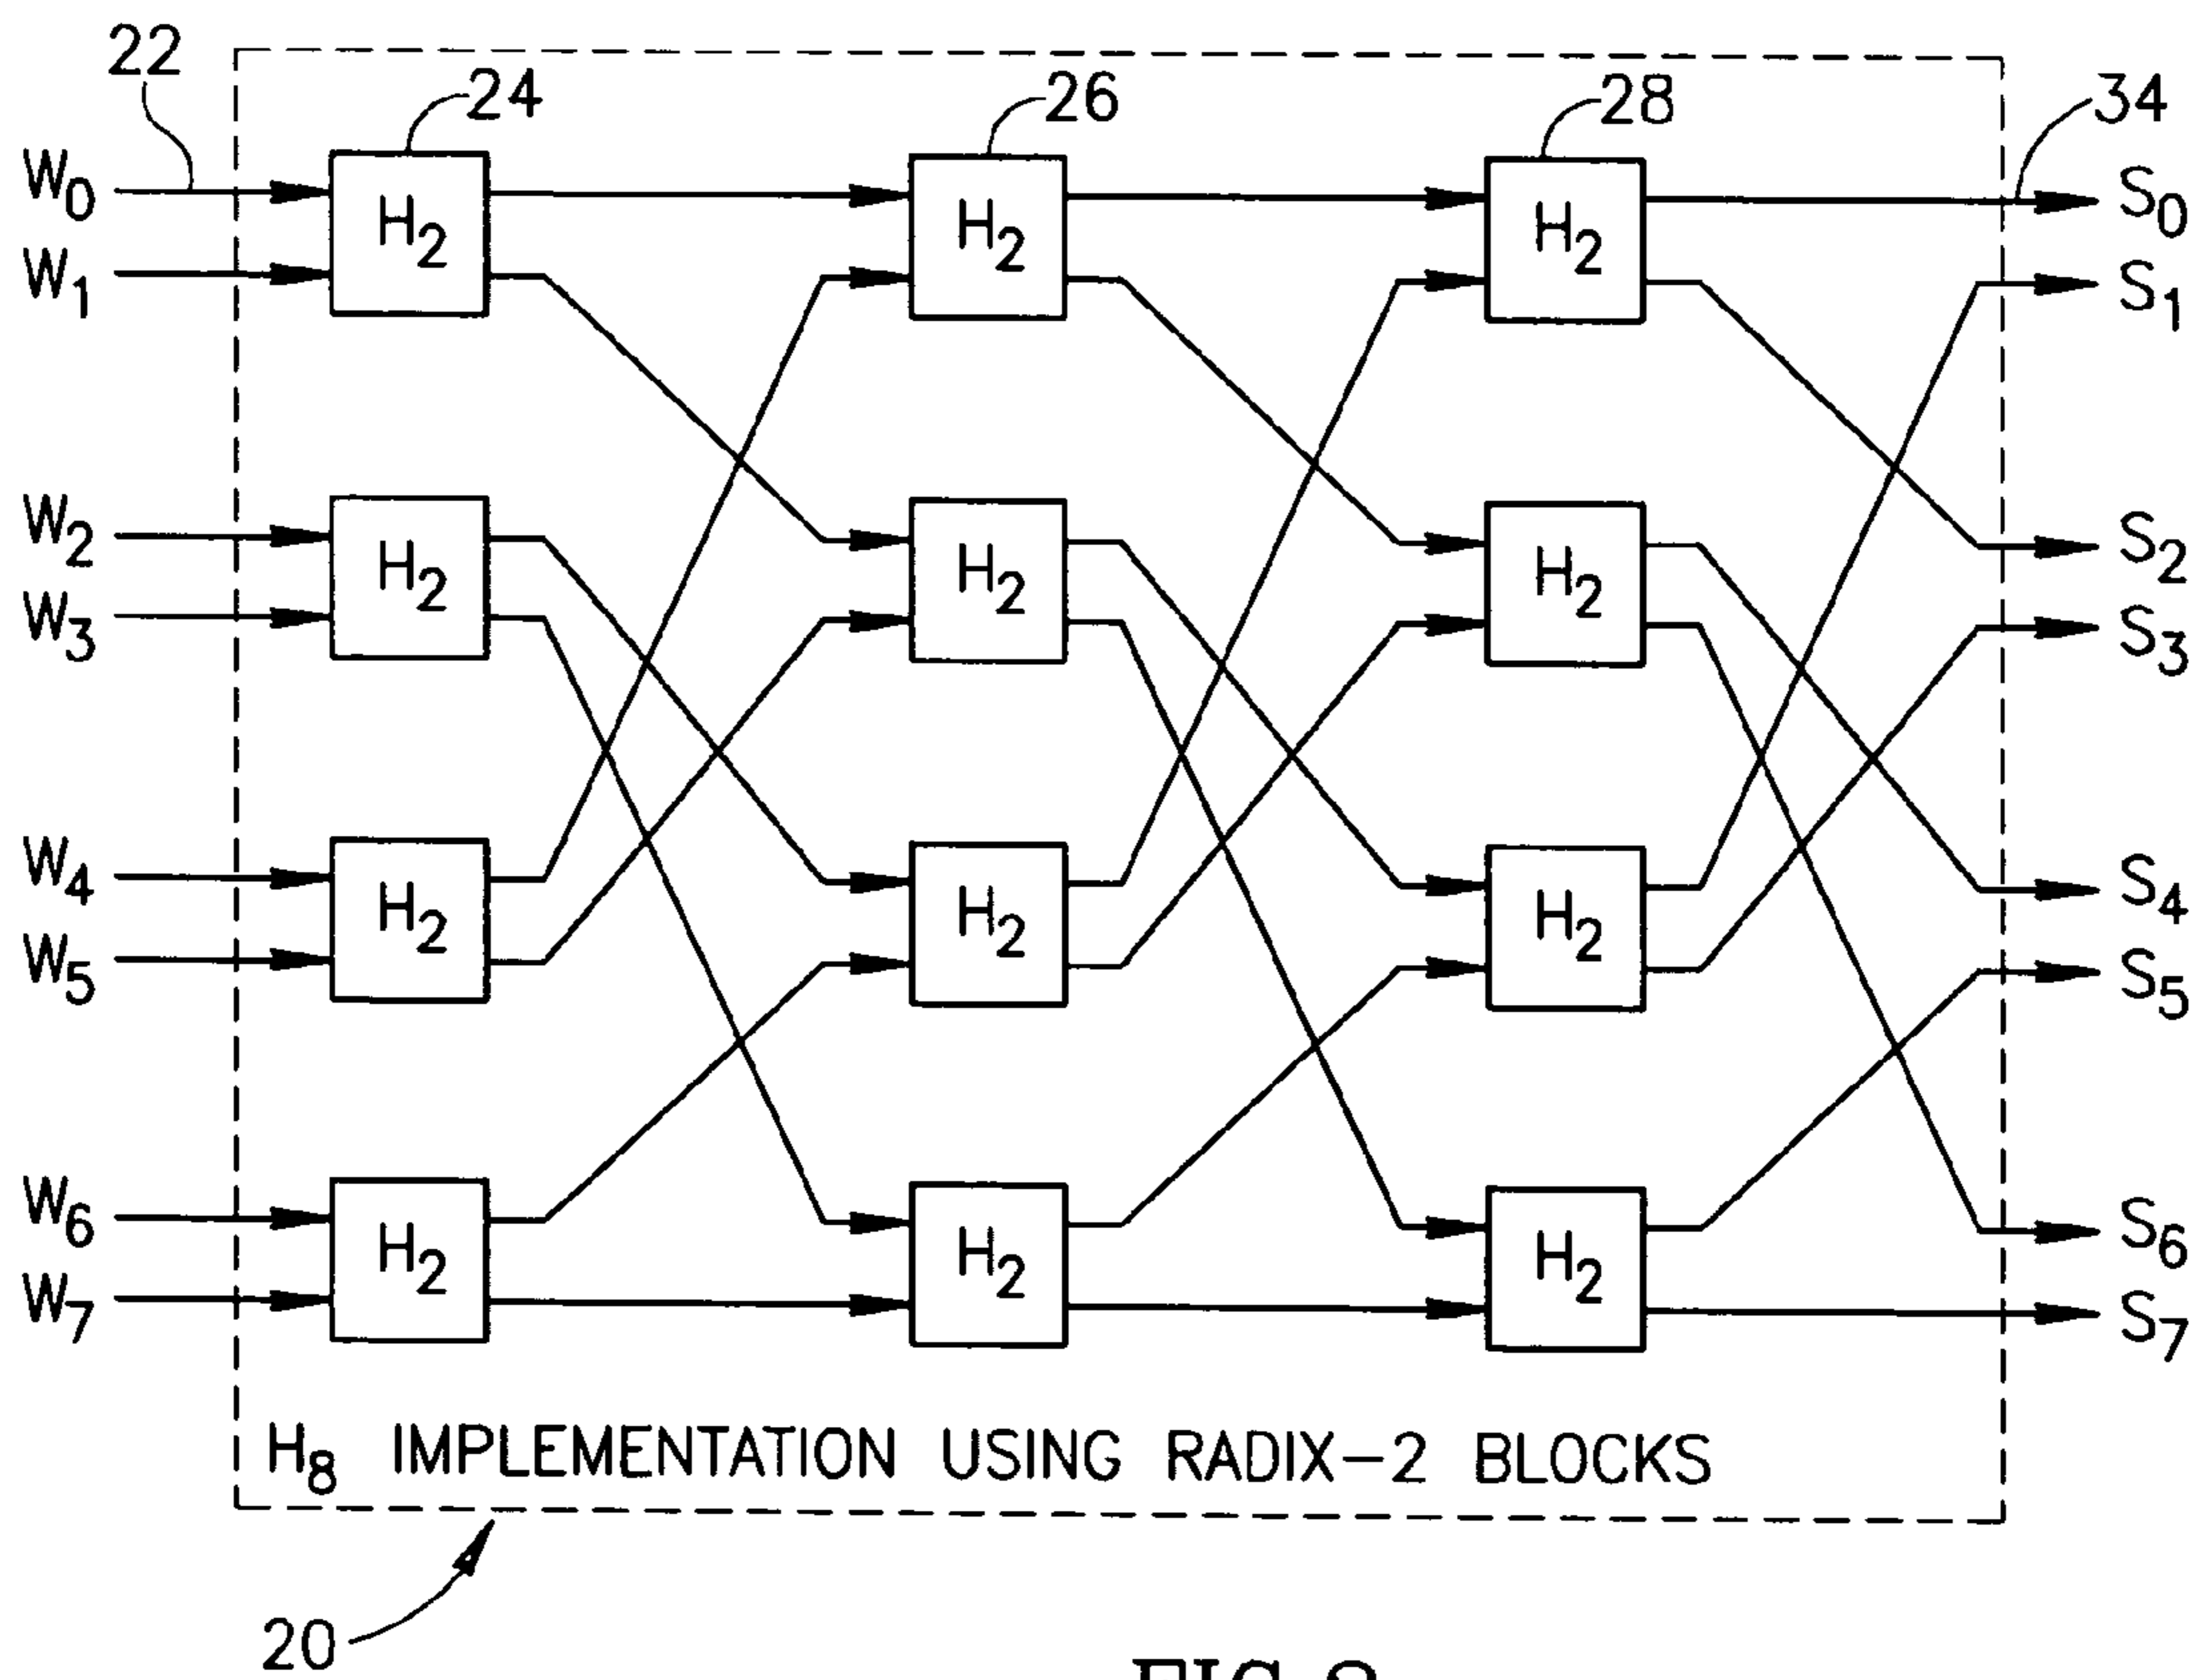 22
24
26
28
34
W0
W1
W2
W3
W4
W5
W6
W7
H2
H2
H2
H2
H2
H2
H2
H2
H2
H2
H2
H2
S0
S1
S2
S3
S4
S5
S6
S7
H8 IMPLEMENTATION USING RADIX-2 BLOCKS
20